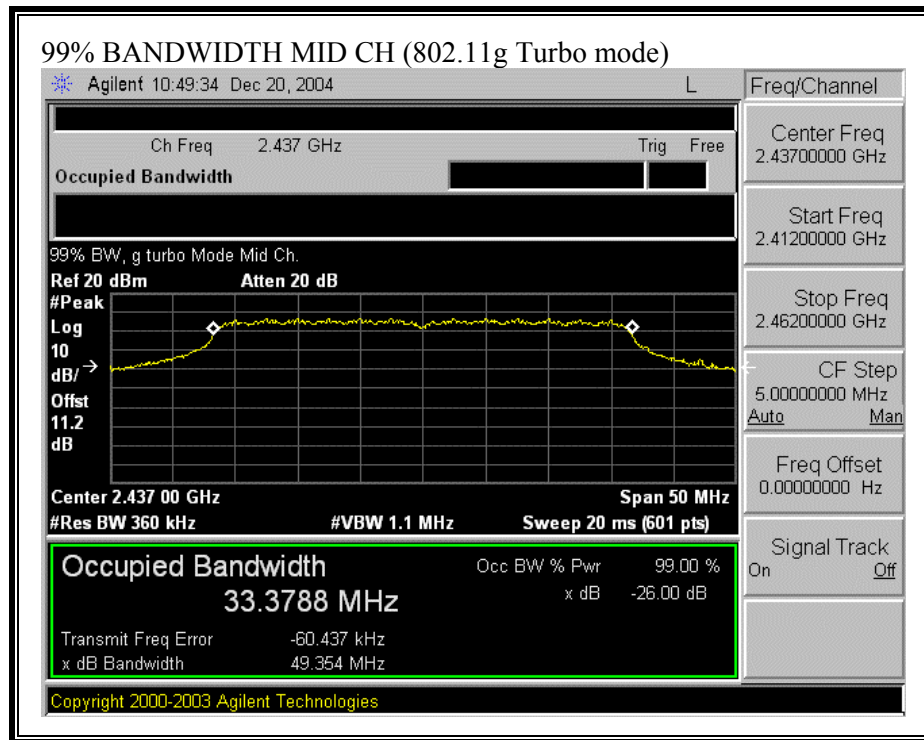 99% BANDWIDTH MID CH (802.11g Turbo mode)
Agilent 10:49:34 Dec 20, 2004 L
Freq/Channel
Ch Freq 2.437 GHz Trig Free
Occupied Bandwidth
Center Freq
2.43700000 GHz
Start Freq
2.41200000 GHz
Stop Freq
2.46200000 GHz
CF Step
5.00000000 MHz
Auto Man
Freq Offset
0.00000000 Hz
Signal Track
On Off
99% BW, g turbo Mode Mid Ch.
Ref 20 dBm Atten 20 dB
#Peak
Log
10
dB/
Offst
11.2
dB
Center 2.437 00 GHz Span 50 MHz
#Res BW 360 kHz #VBW 1.1 MHz Sweep 20 ms (601 pts)
Occupied Bandwidth Occ BW % Pwr 99.00 %
33.3788 MHz x dB -26.00 dB
Transmit Freq Error -60.437 kHz
x dB Bandwidth 49.354 MHz
Copyright 2000-2003 Agilent Technologies